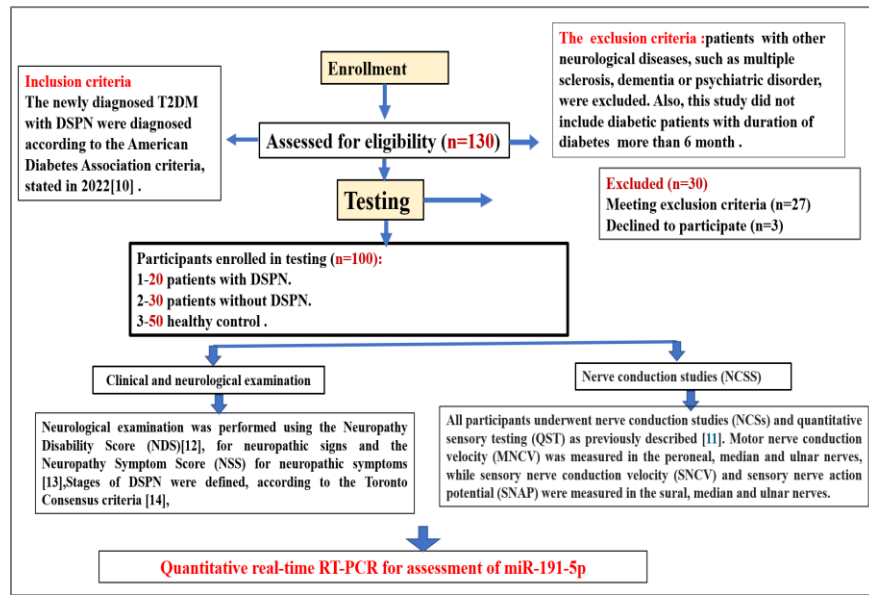 Enrollment
The exclusion criteria :patients with other
neurological diseases, such as multiple
sclerosis, dementia or psychiatric disorder,
were excluded. Also, this study did not
include diabetic patients with duration of
diabetes more than 6 month .
Inclusion criteria
The newly diagnosed T2DM
with DSPN were diagnosed
according to the American
Diabetes Association criteria,
stated in 2022[10] .
Assessed for eligibility (n=130)
Excluded (n=30)
Meeting exclusion criteria (n=27)
Declined to participate (n=3)
Testing
Participants enrolled in testing (n=100):
1-20 patients with DSPN.
2-30 patients without DSPN.
3-50 healthy control .
Clinical and neurological examination
Nerve conduction studies (NCSS)
Neurological examination was performed using the Neuropathy
Disability Score (NDS)[12], for neuropathic signs and the
Neuropathy Symptom Score (NSS) for neuropathic symptoms
[13],Stages of DSPN were defined, according to the Toronto
Consensus criteria [14],
All participants underwent nerve conduction studies (NCSs) and quantitative
sensory testing (QST) as previously described [11]. Motor nerve conduction
velocity (MNCV) was measured in the peroneal, median and ulnar nerves,
while sensory nerve conduction velocity (SNCV) and sensory nerve action
potential (SNAP) were measured in the sural, median and ulnar nerves.
Quantitative real-time RT-PCR for assessment of miR-191-5p